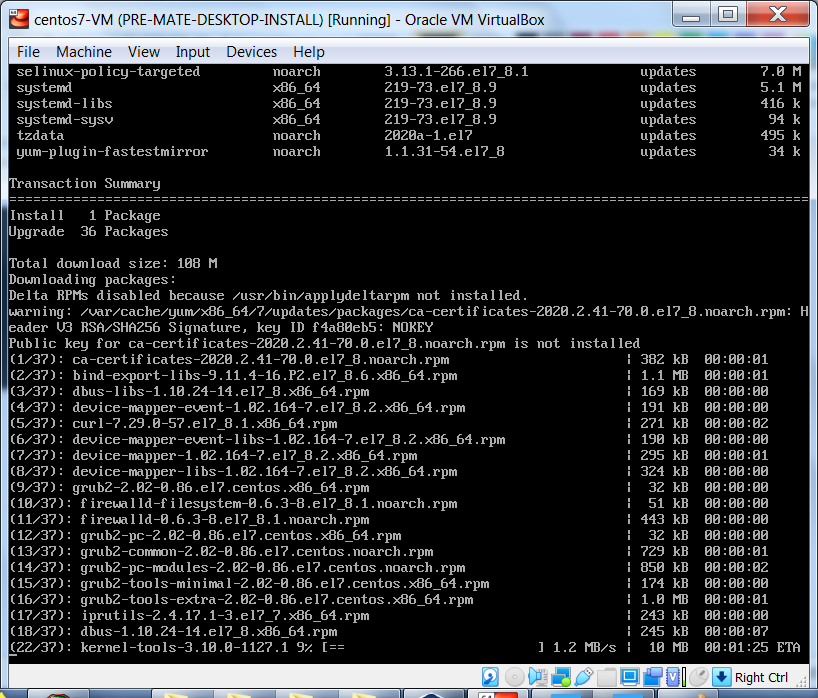 centos7-VM (PRE-MATE-DESKTOP-INSTALL) [Running] - Oracle VM VirtualBox
File Machine View Input Devices Help
selinux-policy-targeted noarch 3.13.1-266.el7_8.1 updates 7.0 M
systemd x86_64 219-73.el7_8.9 updates 5.1 M
systemd-libs x86_64 219-73.el7_8.9 updates 416 k
systemd-sysv x86_64 219-73.el7_8.9 updates 94 k
tzdata noarch 2020a-1.el7 updates 495 k
yum-plugin-fastestmirror noarch 1.1.31-54.el7_8 updates 34 k
Transaction Summary
================================================================================
Install 1 Package
Upgrade 36 Packages
Total download size: 108 M
Downloading packages:
Delta RPMs disabled because /usr/bin/applydeltarpm not installed.
warning: /var/cache/yum/x86_64/7/updates/packages/ca-certificates-2020.2.41-70.0.el7_8.noarch.rpm: H
eader V3 RSA/SHA256 Signature, key ID f4a80eb5: NOKEY
Public key for ca-certificates-2020.2.41-70.0.el7_8.noarch.rpm is not installed
(1/37): ca-certificates-2020.2.41-70.0.el7_8.noarch.rpm | 382 kB 00:00:01
(2/37): bind-export-libs-9.11.4-16.P2.el7_8.6.x86_64.rpm | 1.1 MB 00:00:01
(3/37): dbus-libs-1.10.24-14.el7_8.x86_64.rpm | 169 kB 00:00:00
(4/37): device-mapper-event-1.02.164-7.el7_8.2.x86_64.rpm | 191 kB 00:00:00
(5/37): curl-7.29.0-57.el7_8.1.x86_64.rpm | 271 kB 00:00:02
(6/37): device-mapper-event-libs-1.02.164-7.el7_8.2.x86_64.rpm | 190 kB 00:00:00
(7/37): device-mapper-1.02.164-7.el7_8.2.x86_64.rpm | 295 kB 00:00:01
(8/37): device-mapper-libs-1.02.164-7.el7_8.2.x86_64.rpm | 324 kB 00:00:00
(9/37): grub2-2.02-0.86.el7.centos.x86_64.rpm | 32 kB 00:00:00
(10/37): firewalld-filesystem-0.6.3-8.el7_8.1.noarch.rpm | 51 kB 00:00:00
(11/37): firewalld-0.6.3-8.el7_8.1.noarch.rpm | 443 kB 00:00:00
(12/37): grub2-pc-2.02-0.86.el7.centos.x86_64.rpm | 32 kB 00:00:00
(13/37): grub2-common-2.02-0.86.el7.centos.noarch.rpm | 729 kB 00:00:01
(14/37): grub2-pc-modules-2.02-0.86.el7.centos.noarch.rpm | 850 kB 00:00:02
(15/37): grub2-tools-minimal-2.02-0.86.el7.centos.x86_64.rpm | 174 kB 00:00:00
(16/37): grub2-tools-extra-2.02-0.86.el7.centos.x86_64.rpm | 1.0 MB 00:00:01
(17/37): iprutils-2.4.17.1-3.el7_7.x86_64.rpm | 243 kB 00:00:00
(18/37): dbus-1.10.24-14.el7_8.x86_64.rpm | 245 kB 00:00:07
(22/37): kernel-tools-3.10.0-1127.1 9% [== ] 1.2 MB/s | 10 MB 00:01:25 ETA
Right Ctrl